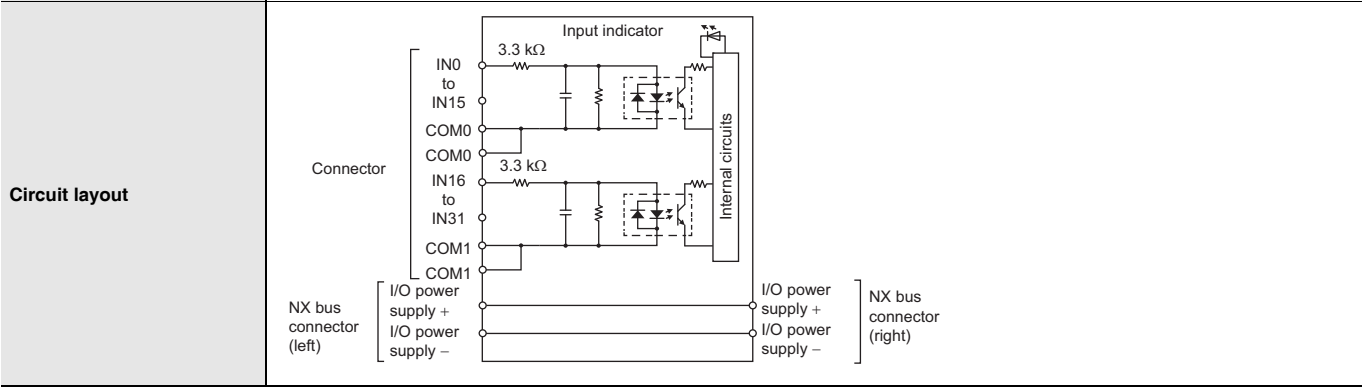 Circuit layout
Input indicator
3.3 kΩ
IN0
to
IN15
COM0
COM0
Connector
3.3 kΩ
IN16
to
IN31
COM1
COM1
Internal circuits
NX bus
connector
(left)
I/O power
supply +
I/O power
supply −
I/O power
supply +
I/O power
supply −
NX bus
connector
(right)